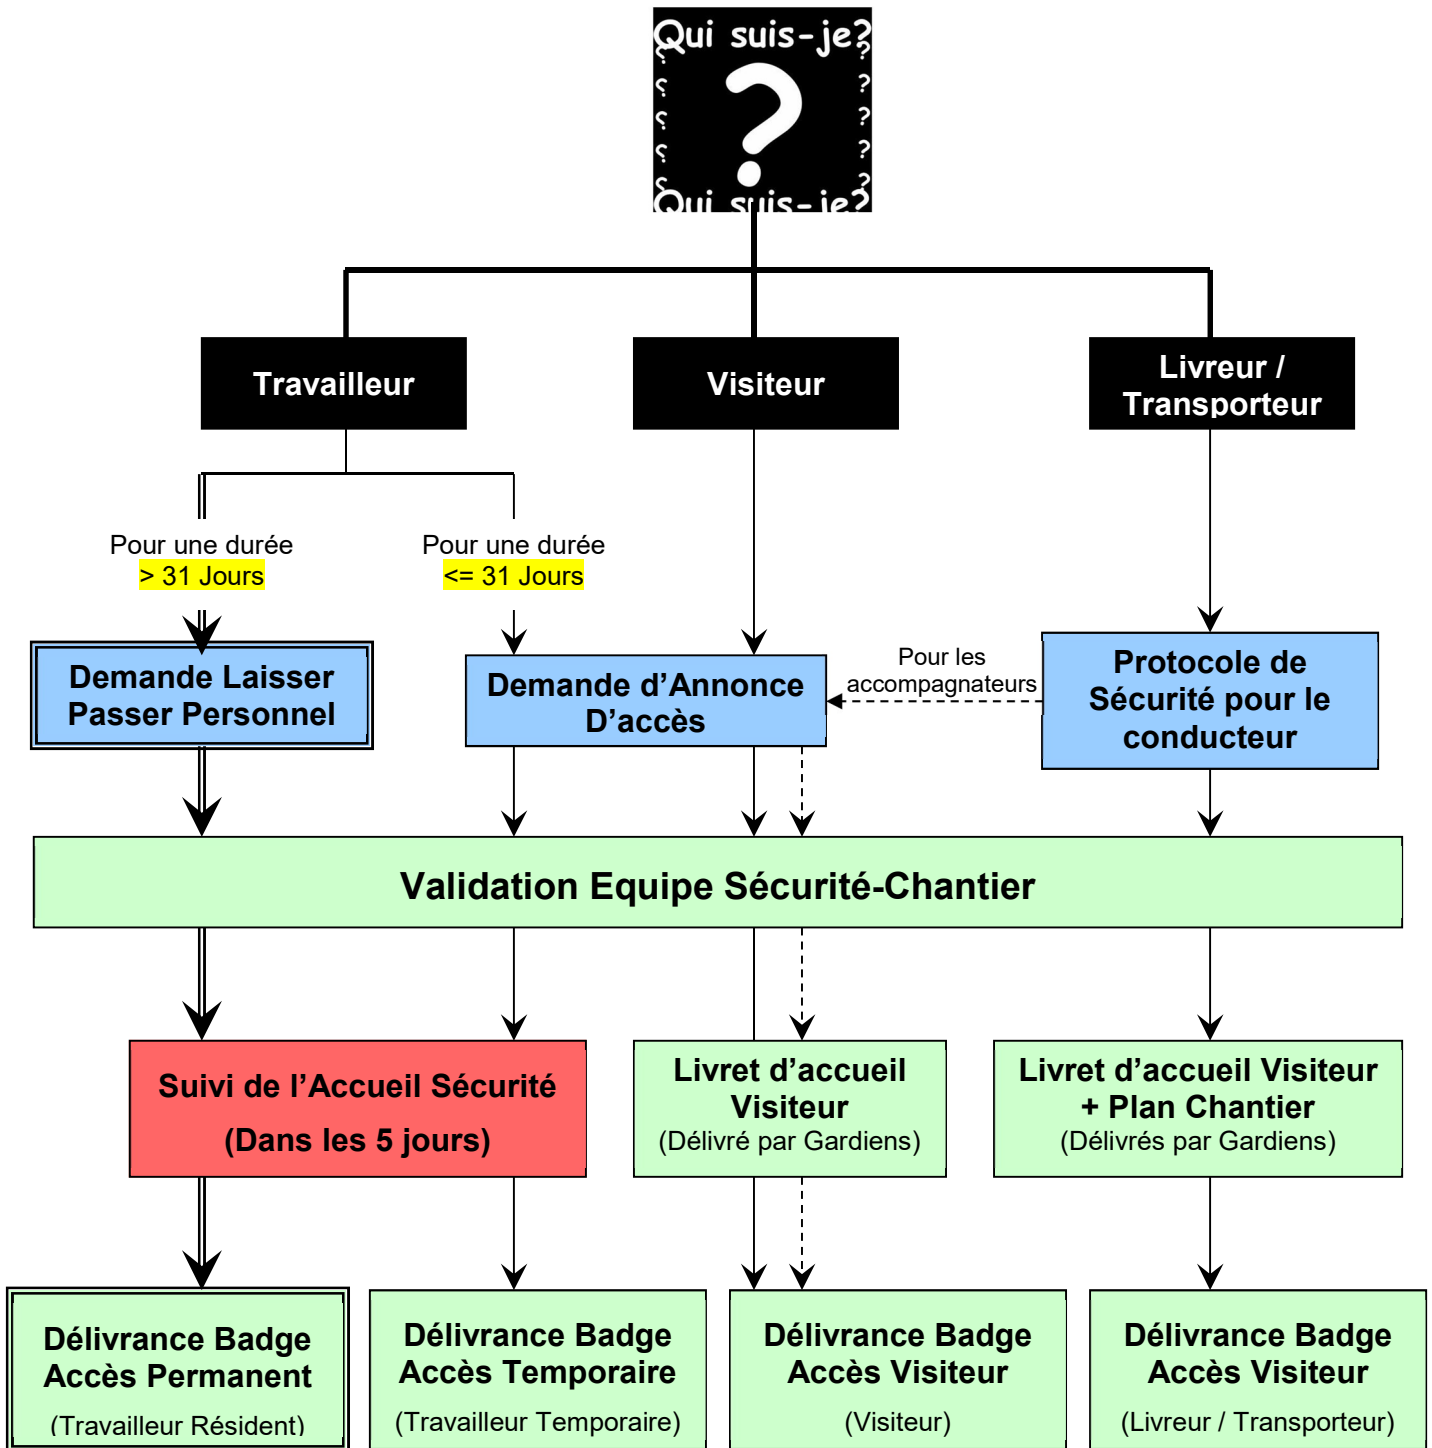 Qui suis-je?
?
?
?
?
?
?
?
?
?
?
?
Qui suis-je?
Travailleur
Visiteur
Livreur /
Transporteur
Pour une durée
> 31 Jours
Pour une durée
<= 31 Jours
Demande Laisser
Passer Personnel
Demande d’Annonce
D’accès
Pour les
accompagnateurs
Protocole de
Sécurité pour le
conducteur
Validation Equipe Sécurité-Chantier
Suivi de l’Accueil Sécurité
(Dans les 5 jours)
Livret d’accueil
Visiteur
(Délivré par Gardiens)
Livret d’accueil Visiteur
+ Plan Chantier
(Délivrés par Gardiens)
Délivrance Badge
Accès Permanent
(Travailleur Résident)
Délivrance Badge
Accès Temporaire
(Travailleur Temporaire)
Délivrance Badge
Accès Visiteur
(Visiteur)
Délivrance Badge
Accès Visiteur
(Livreur / Transporteur)